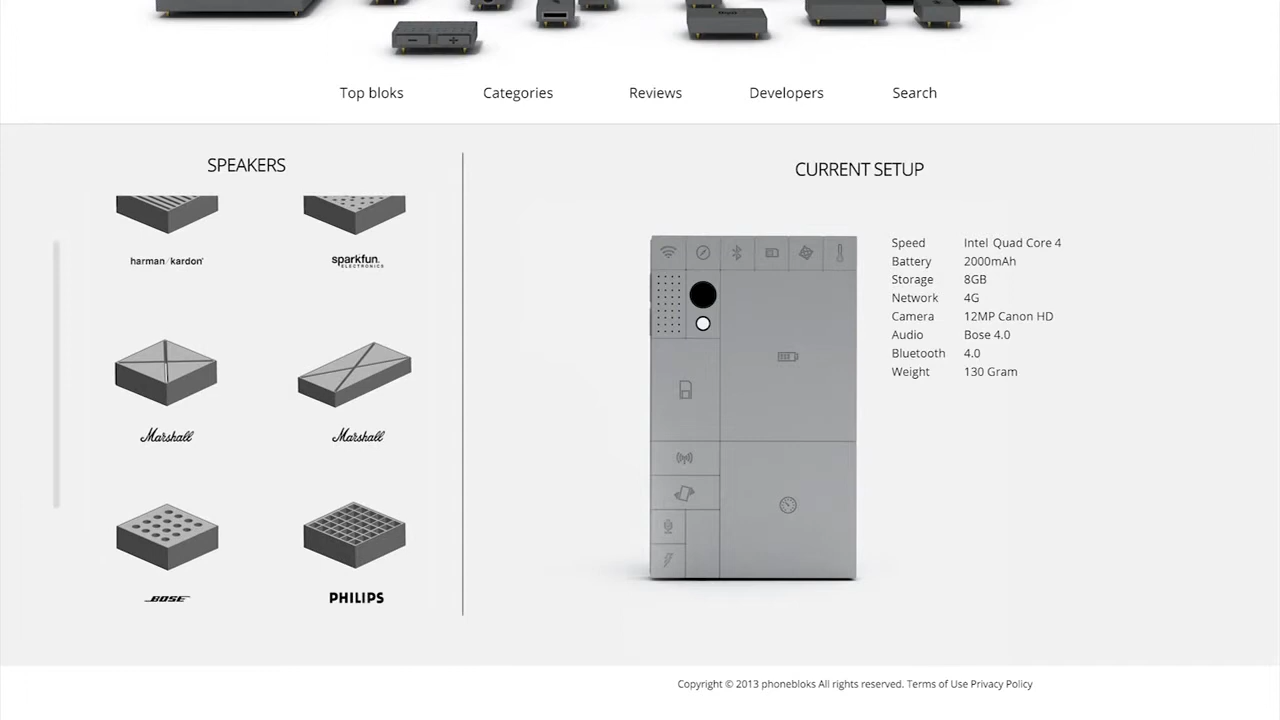 Top bloks
Categories
Reviews
Developers
Search
SPEAKERS
harman/kardon
sparkfun.
ELECTRONICS
Marshall
Marshall
BOSE
PHILIPS
CURRENT SETUP
Speed Intel Quad Core 4
Battery 2000mAh
Storage 8GB
Network 4G
Camera 12MP Canon HD
Audio Bose 4.0
Bluetooth 4.0
Weight 130 Gram
Copyright © 2013 phonebloks All rights reserved. Terms of Use Privacy Policy